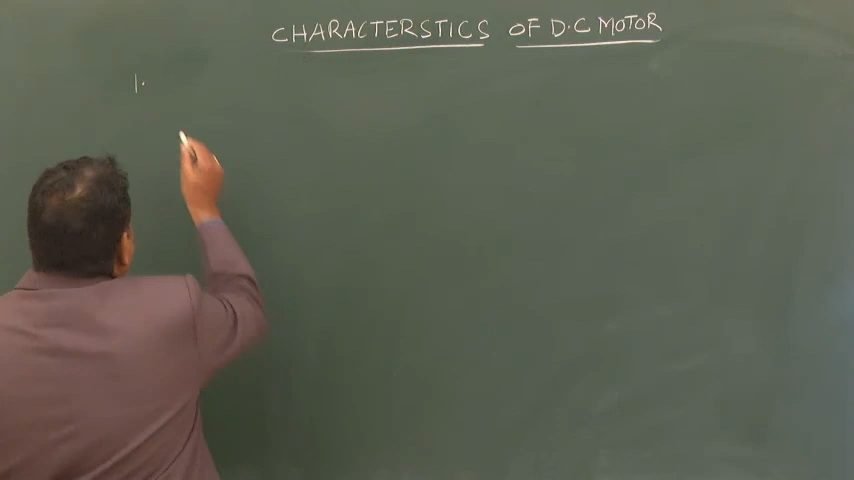 CHARACTERSTICS OF D.C MOTOR
1.